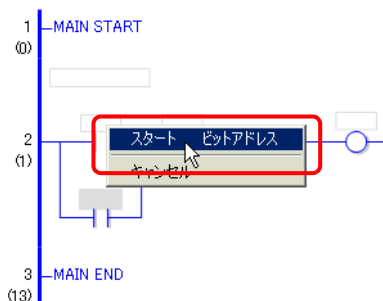 1 MAIN START
(0)
スタート ビットアドレス
2
(1)
キャンセル
3 MAIN END
(13)